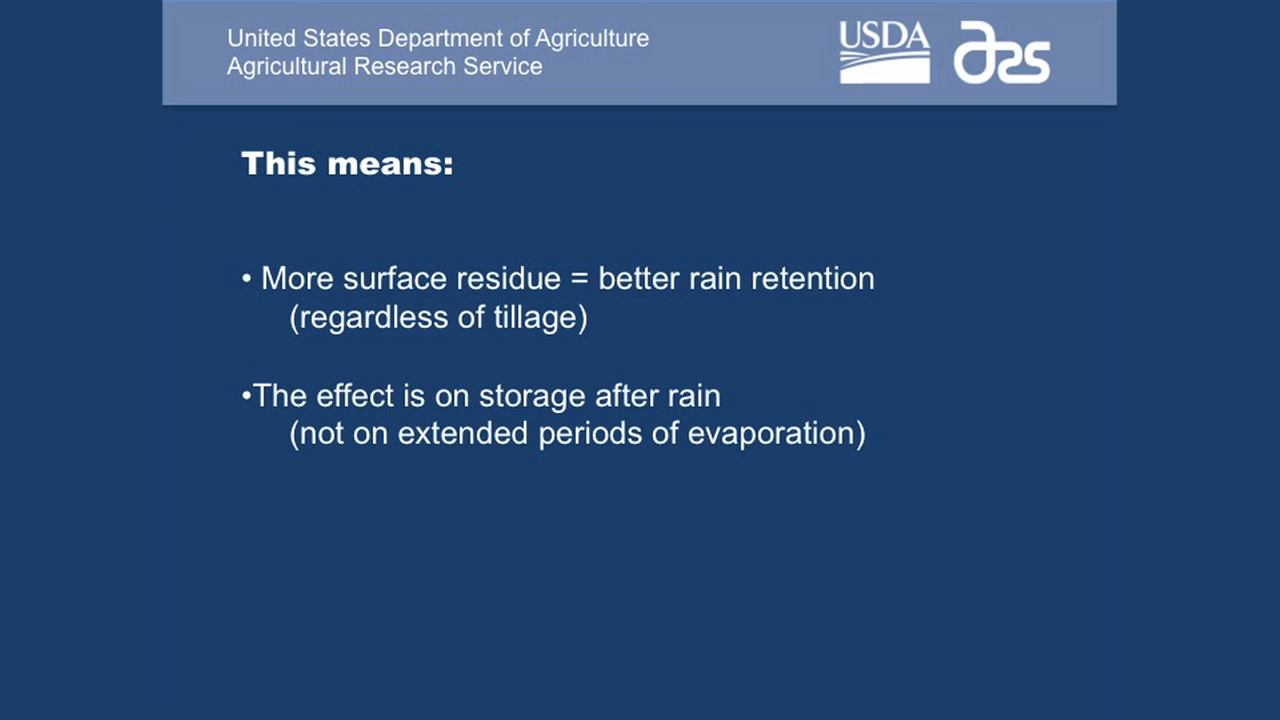 United States Department of Agriculture
Agricultural Research Service
USDA
ars
This means:
• More surface residue = better rain retention
(regardless of tillage)
•The effect is on storage after rain
(not on extended periods of evaporation)